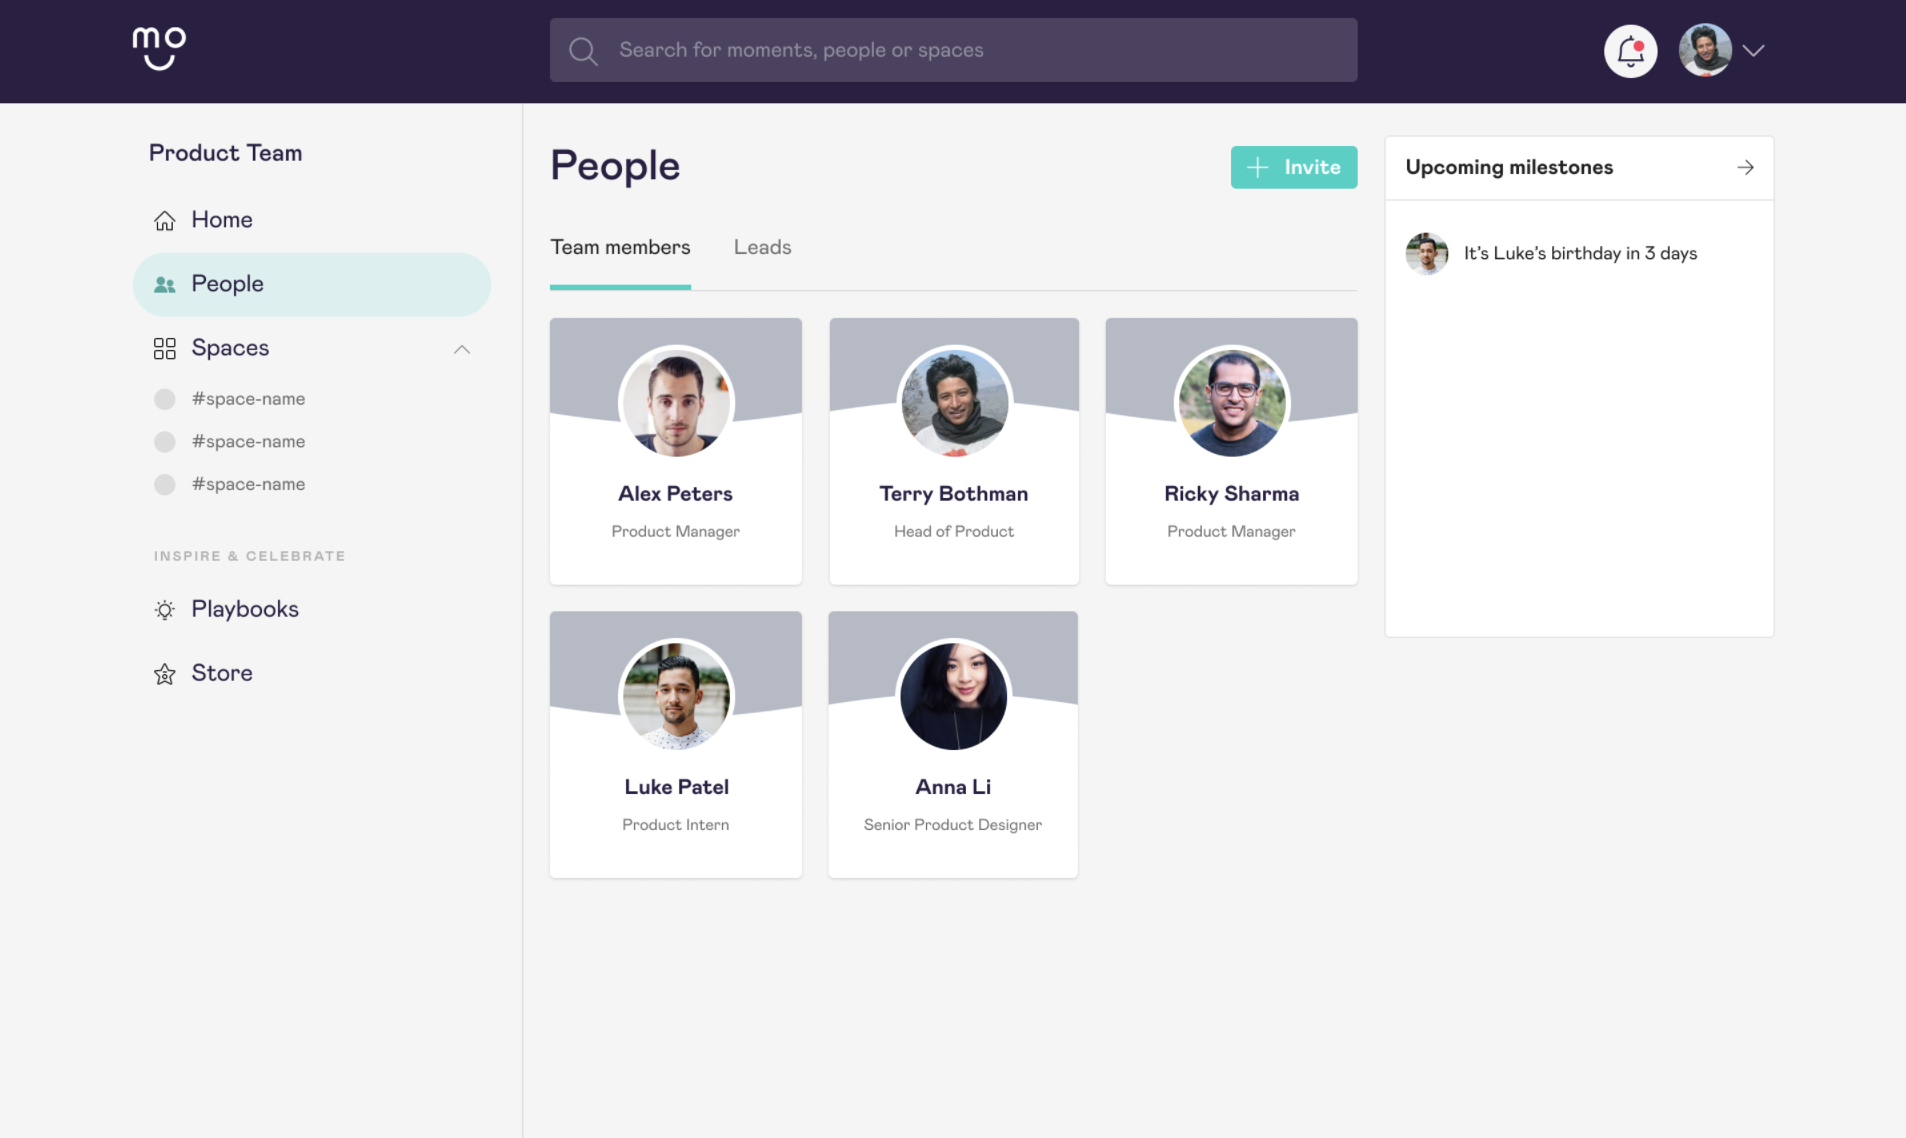 mo
Search for moments, people or spaces
Product Team
Home
People
Spaces
#space-name
#space-name
#space-name
INSPIRE & CELEBRATE
Playbooks
Store
People
Invite
Team members
Leads
Alex Peters
Product Manager
Terry Bothman
Head of Product
Ricky Sharma
Product Manager
Luke Patel
Product Intern
Anna Li
Senior Product Designer
Upcoming milestones
It’s Luke’s birthday in 3 days